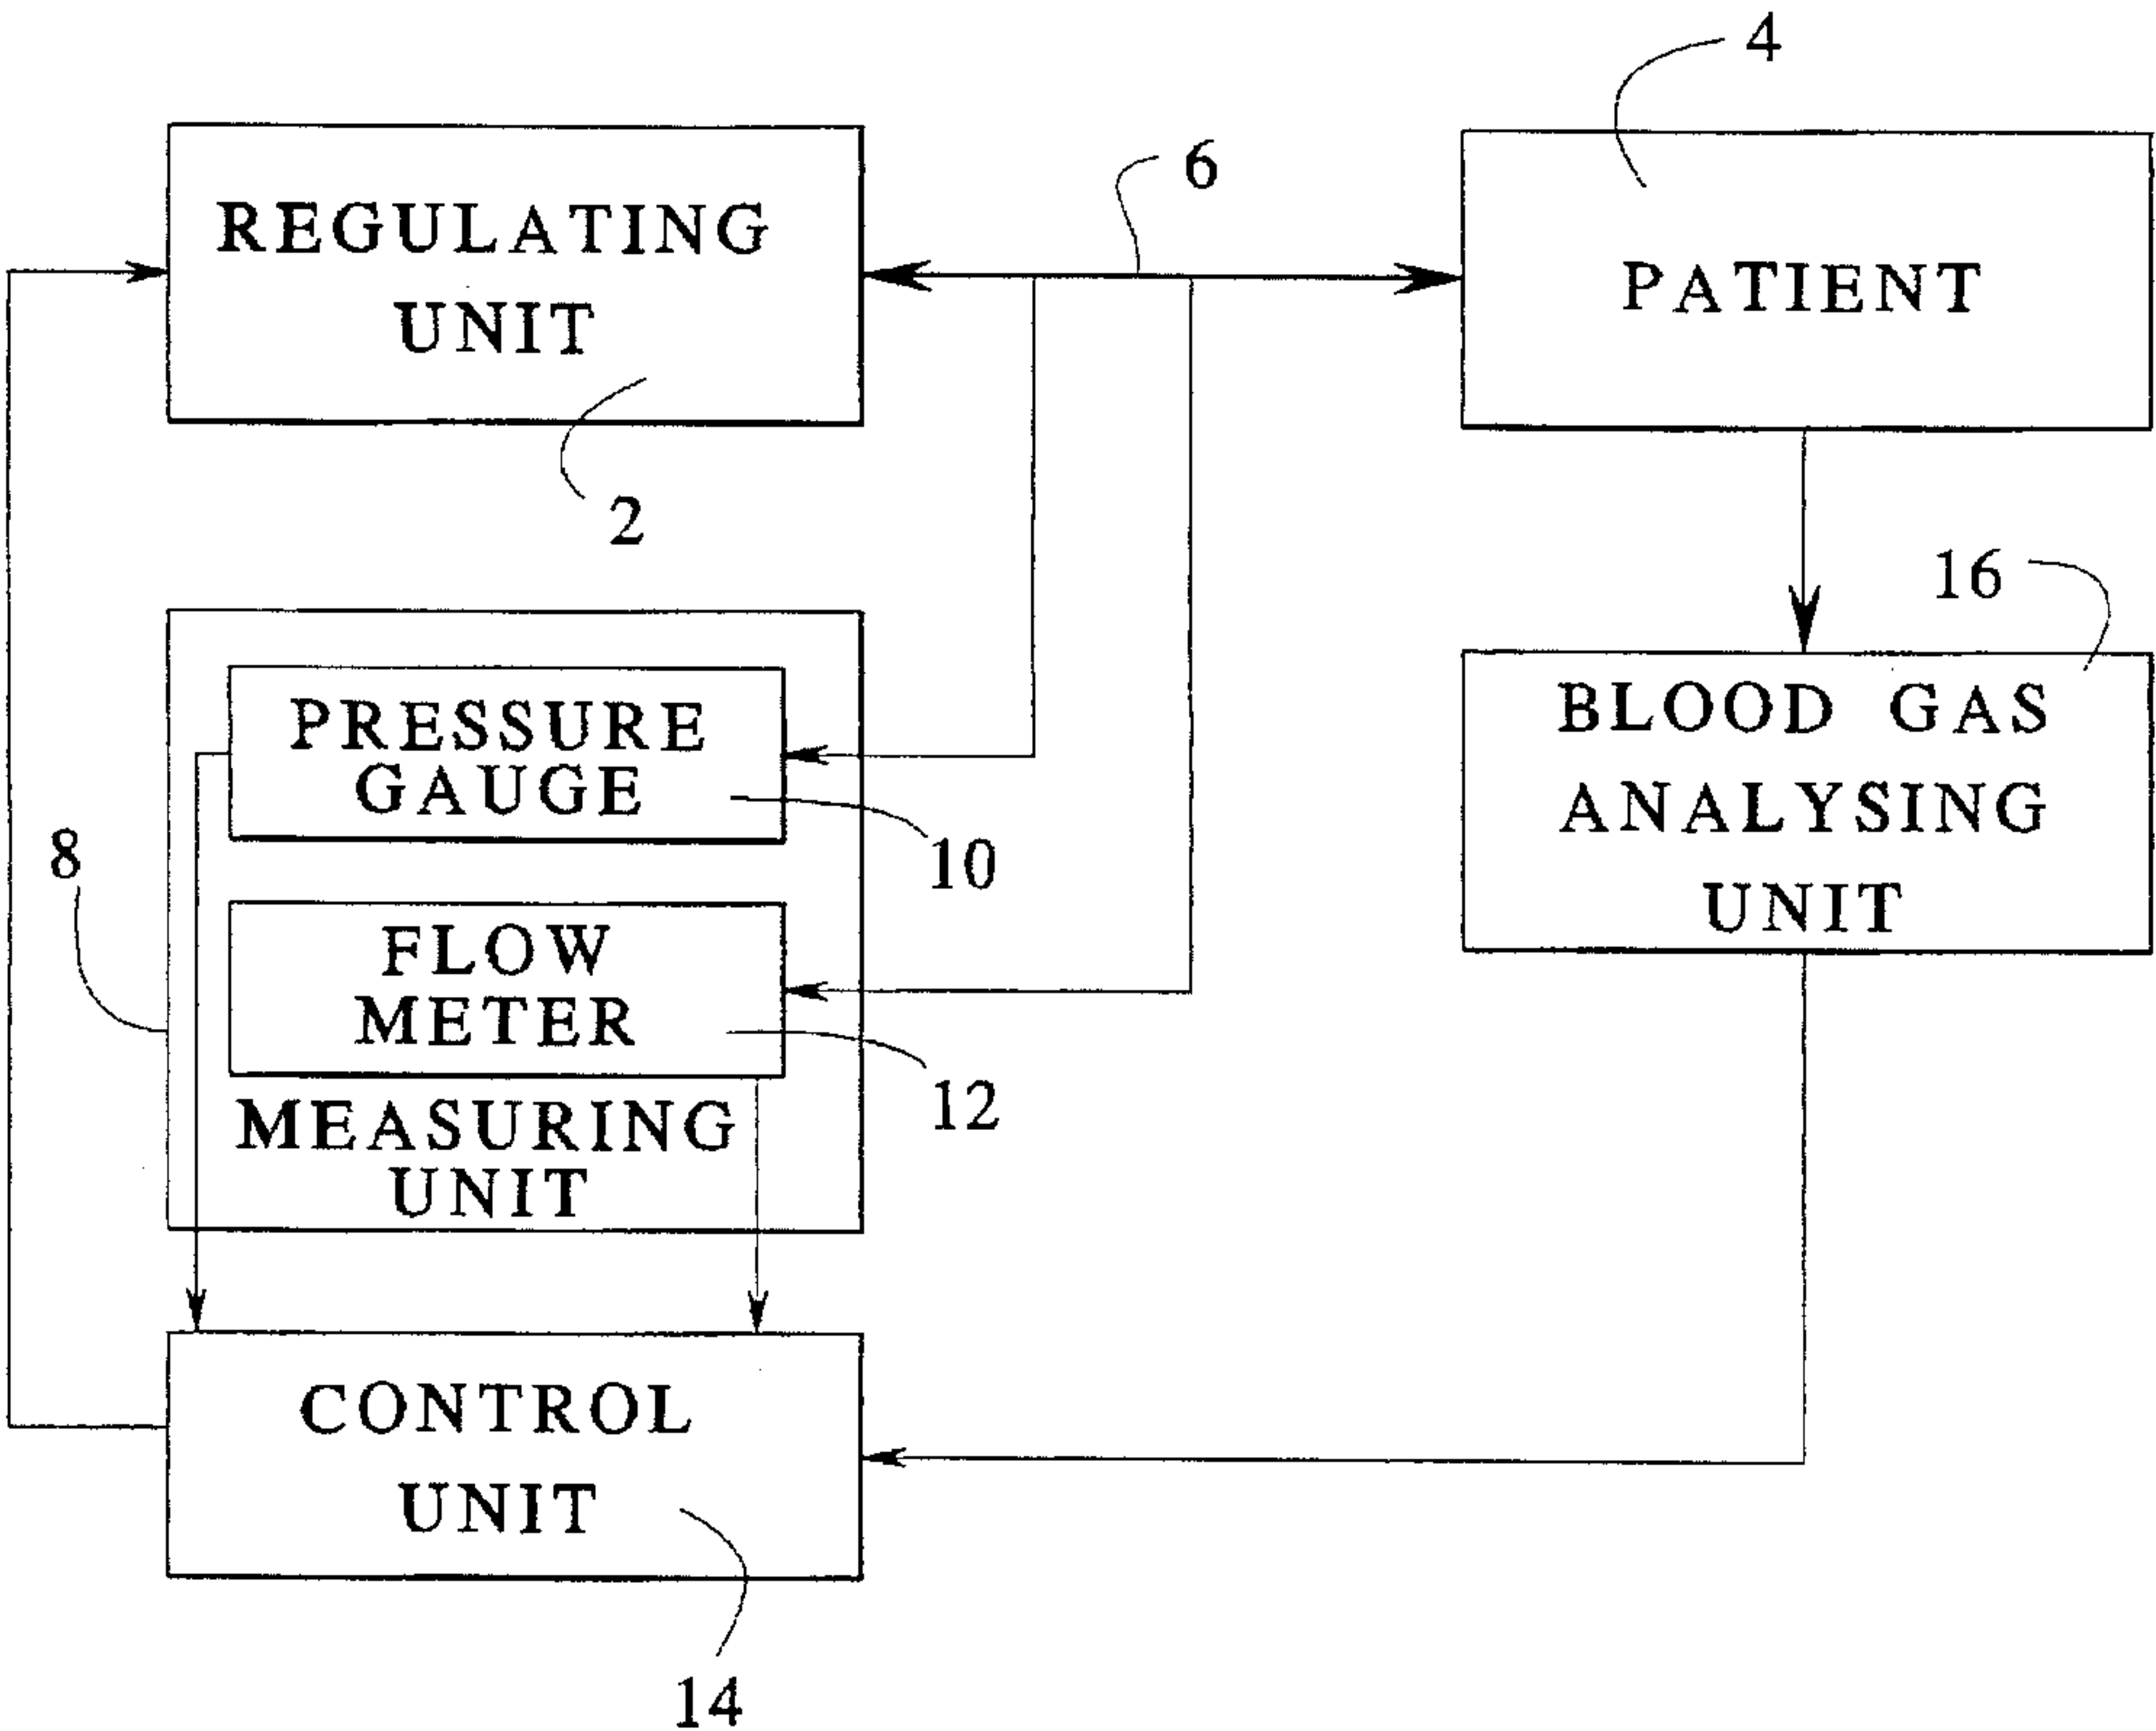 4
6
REGULATING
UNIT
PATIENT
2
16
PRESSURE
GAUGE
BLOOD GAS
ANALYSING
UNIT
8
10
FLOW
METER
12
MEASURING
UNIT
CONTROL
UNIT
14